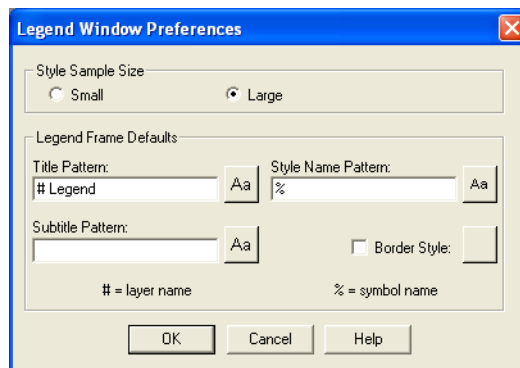 Legend Window Preferences
Style Sample Size
Small Large
Legend Frame Defaults
Title Pattern: Style Name Pattern:
# Legend Aa % Aa
Subtitle Pattern:
Aa Border Style:
# = layer name % = symbol name
OK Cancel Help